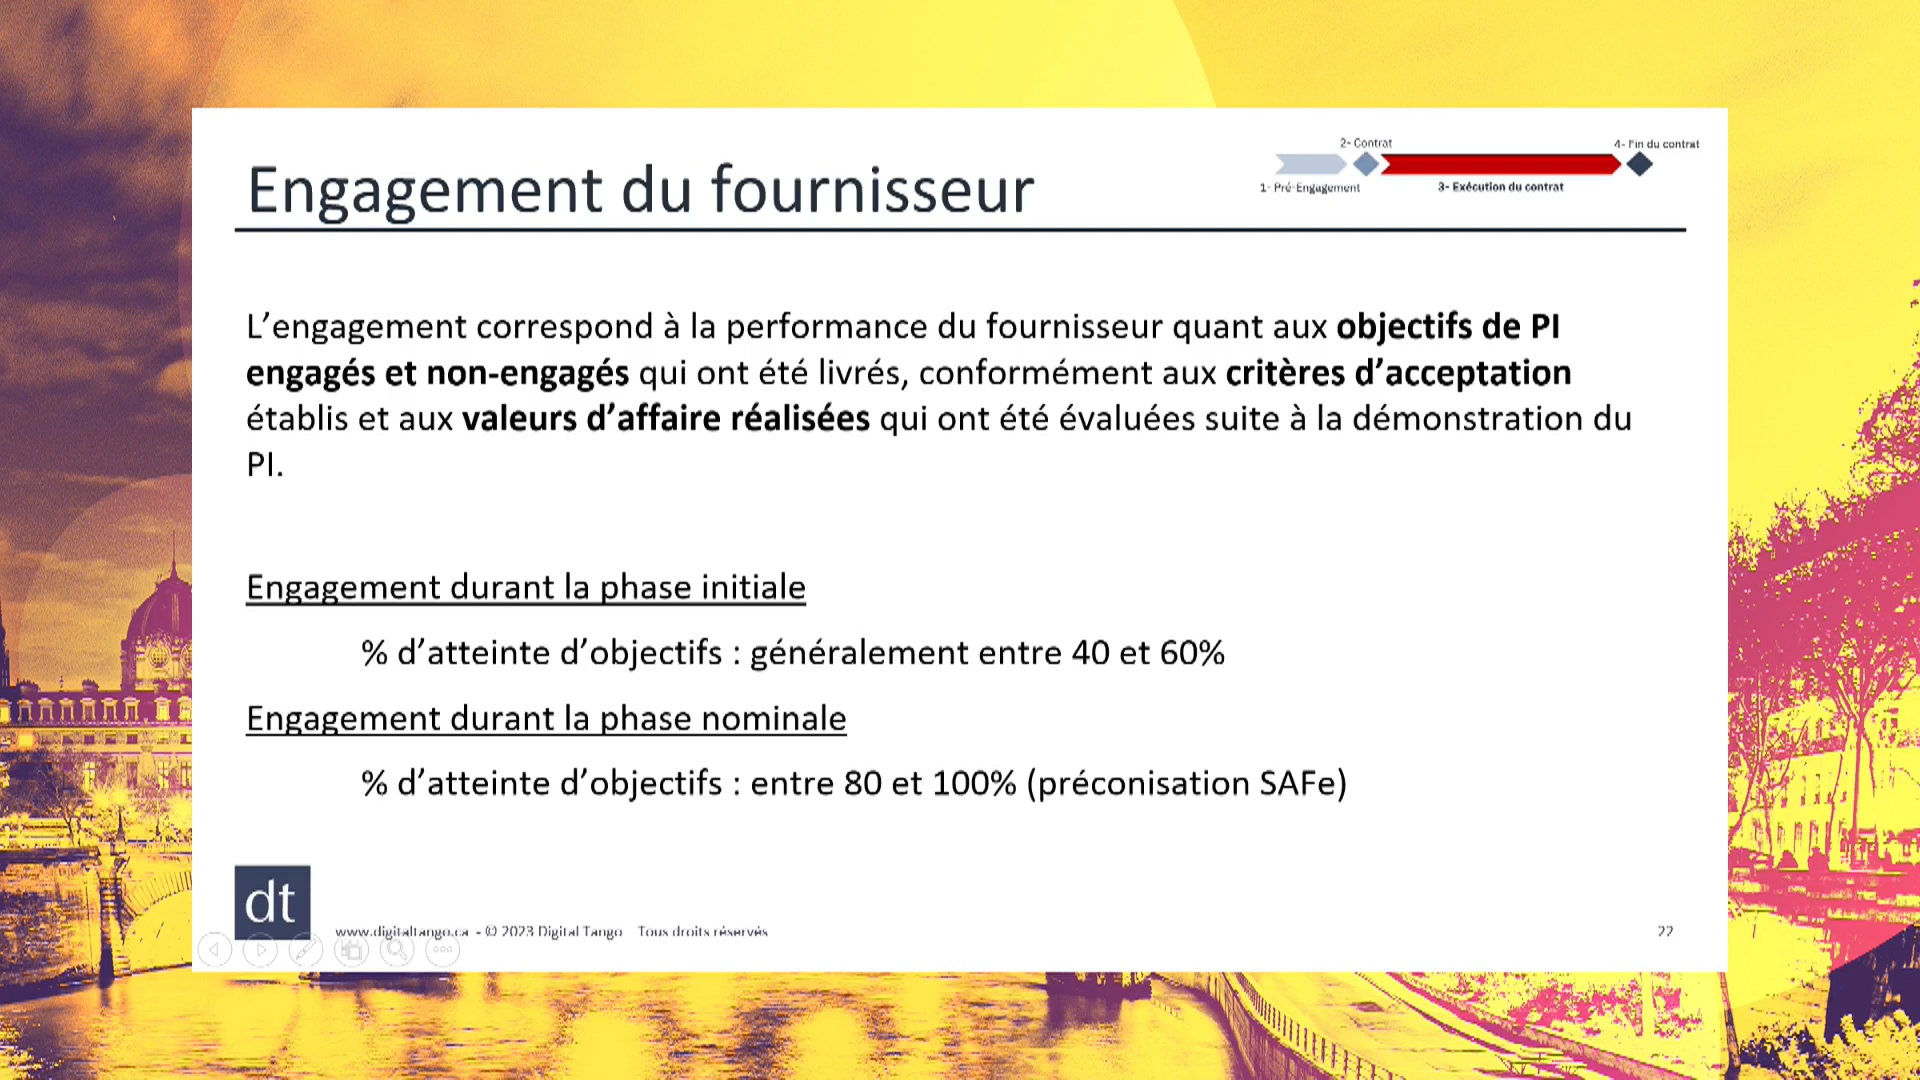 2- Contrat
4- Fin du contrat
Engagement du fournisseur
1- Pré-Engagement
3- Exécution du contrat
L’engagement correspond à la performance du fournisseur quant aux objectifs de PI
engagés et non-engagés qui ont été livrés, conformément aux critères d’acceptation
établis et aux valeurs d’affaire réalisées qui ont été évaluées suite à la démonstration du
PI.
Engagement durant la phase initiale
% d’atteinte d’objectifs : généralement entre 40 et 60%
Engagement durant la phase nominale
% d’atteinte d’objectifs : entre 80 et 100% (préconisation SAFe)
dt
www.digitaltango.ca - © 2023 Digital Tango Tous droits réservés
22